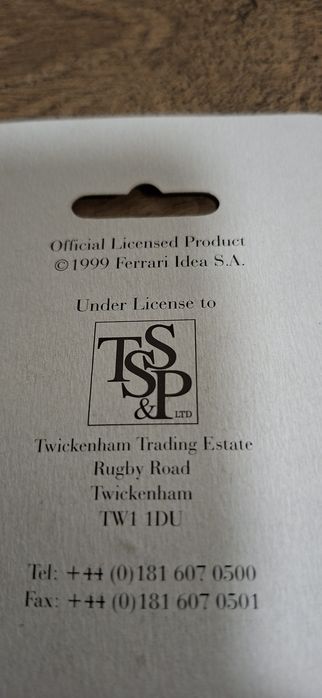 Official Licensed Product
©1999 Ferrari Idea S.A.
Under License to
TSS&P LTD
Twickenham Trading Estate
Rugby Road
Twickenham
TW1 1DU
Tel: +44 (0)181 607 0500
Fax: +44 (0)181 607 0501